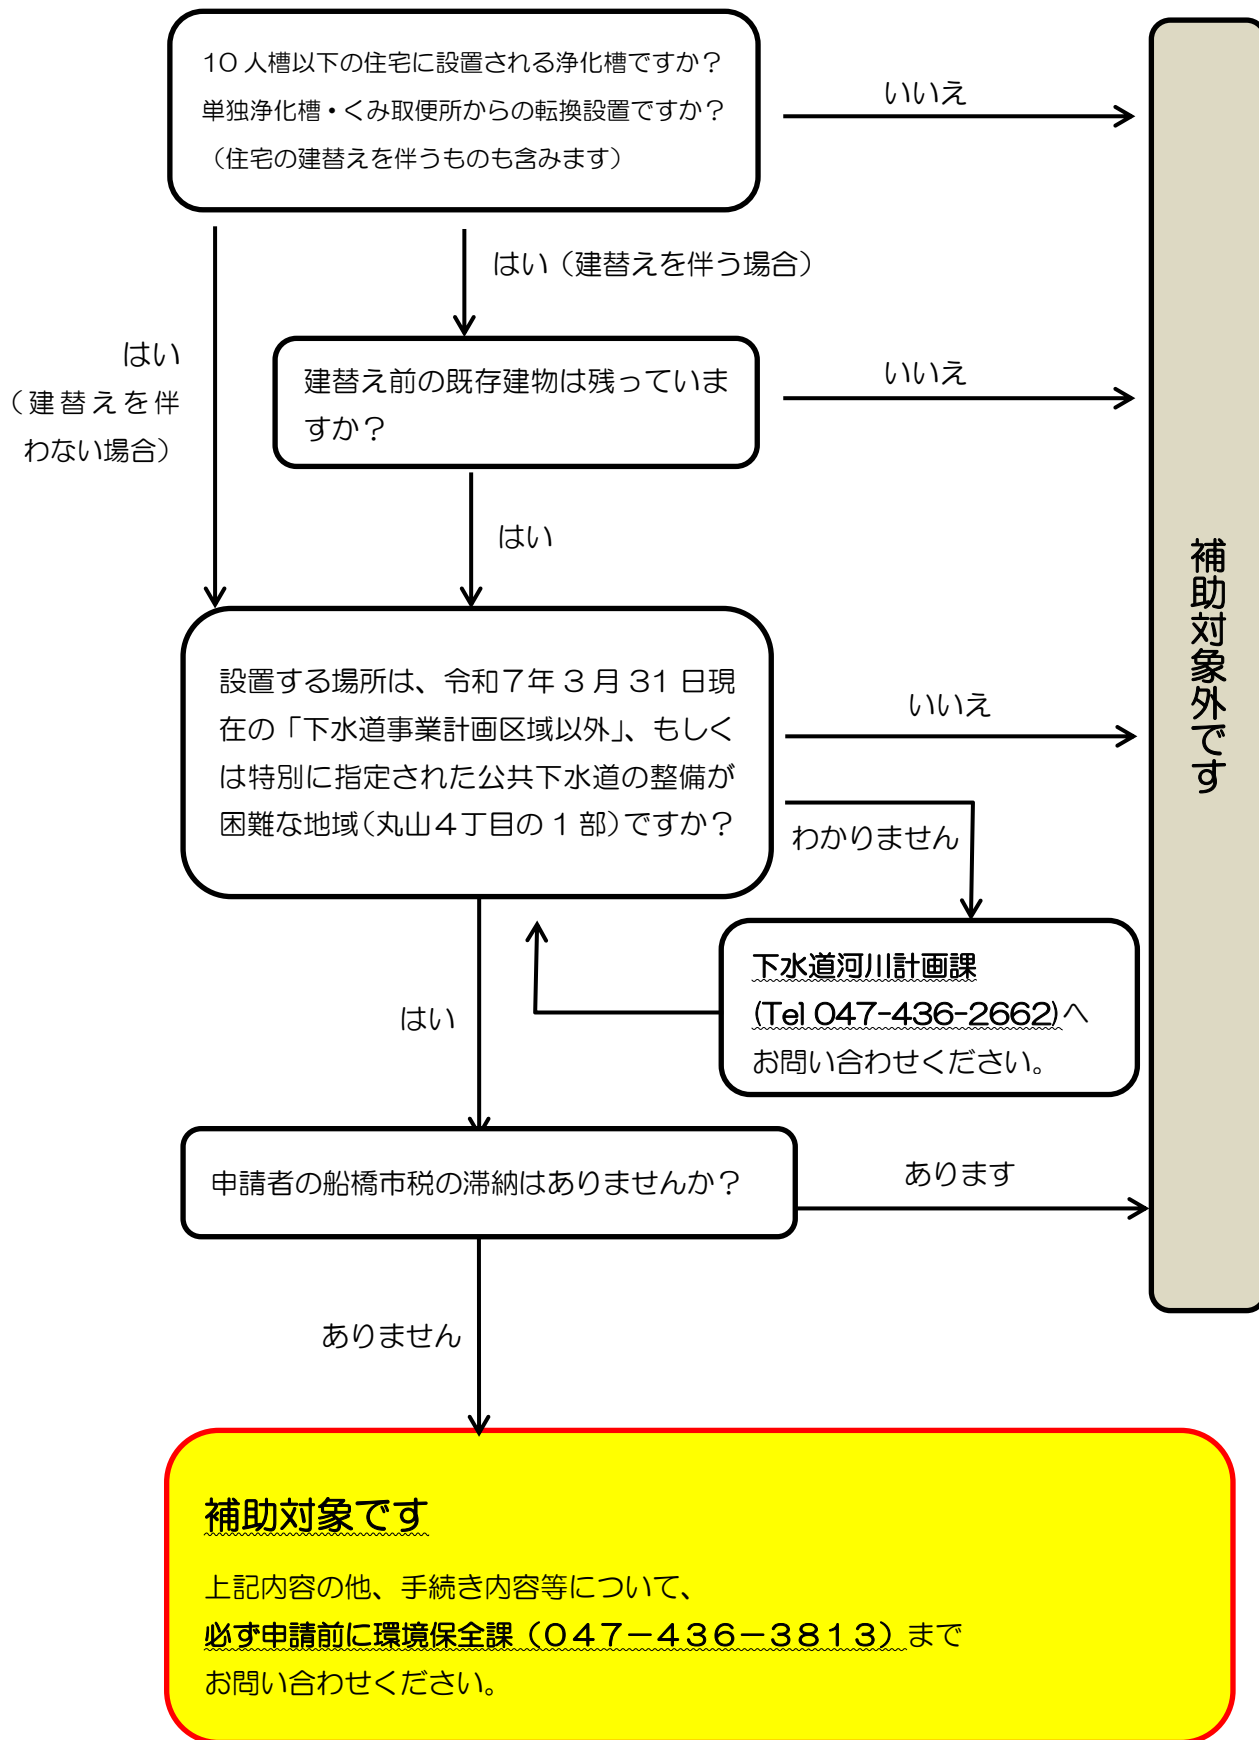 10人槽以下の住宅に設置される浄化槽ですか？
単独浄化槽・くみ取便所からの転換設置ですか？
（住宅の建替えを伴うものも含みます）
いいえ
はい（建替えを伴う場合）
はい
（建替えを伴
わない場合）
建替え前の既存建物は残っていま
すか？
いいえ
はい
設置する場所は、令和７年３月31日現
在の「下水道事業計画区域以外」、もしく
は特別に指定された公共下水道の整備が
困難な地域（丸山４丁目の１部）ですか？
いいえ
わかりません
下水道河川計画課
(Tel 047-436-2662)へ
お問い合わせください。
はい
申請者の船橋市税の滞納はありませんか？
あります
ありません
補助対象外です
補助対象です
上記内容の他、手続き内容等について、
必ず申請前に環境保全課（０４７－４３６－３８１３）まで
お問い合わせください。